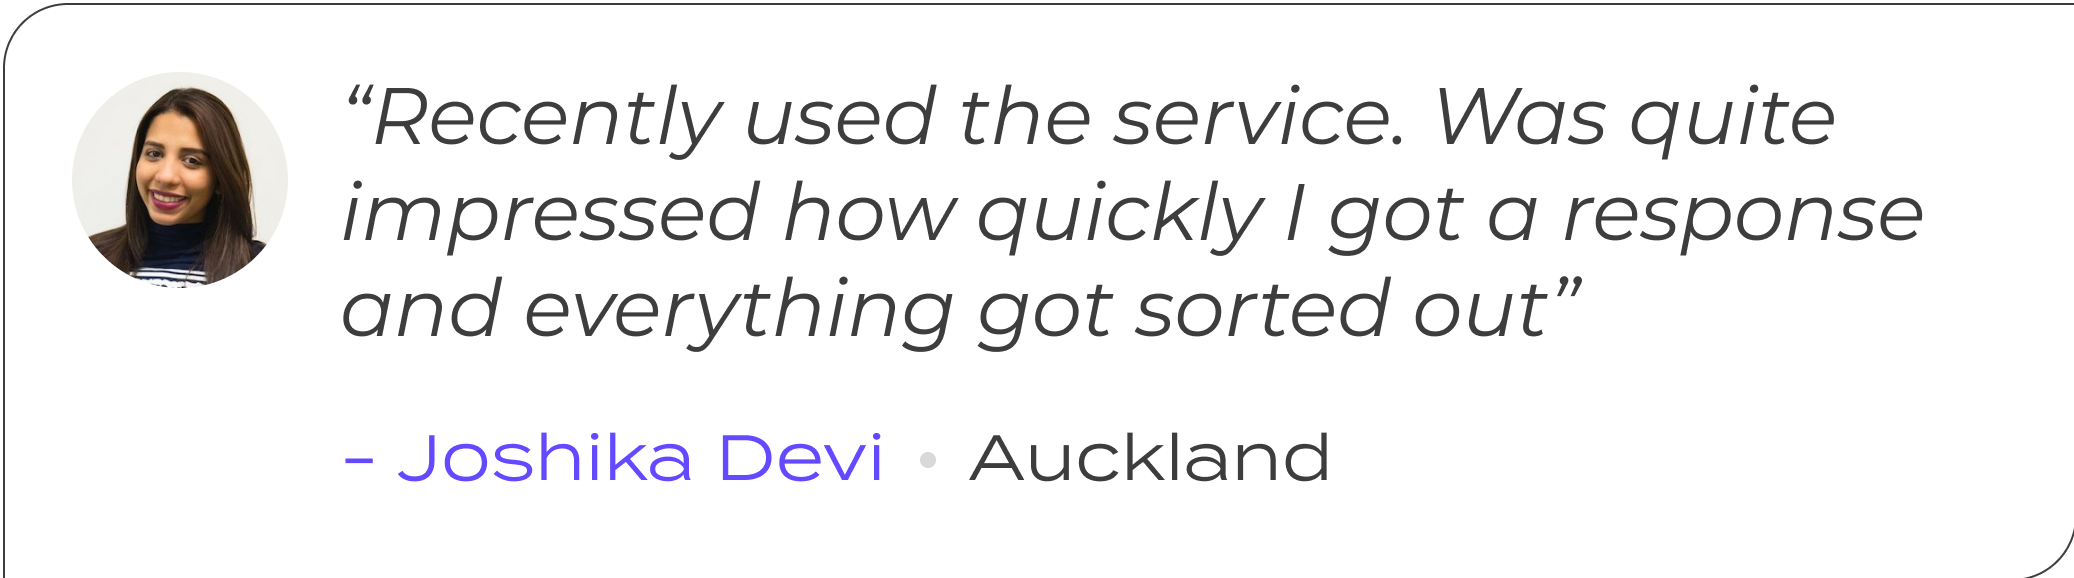 “Recently used the service. Was quite
impressed how quickly I got a response
and everything got sorted out”
– Joshika Devi • Auckland